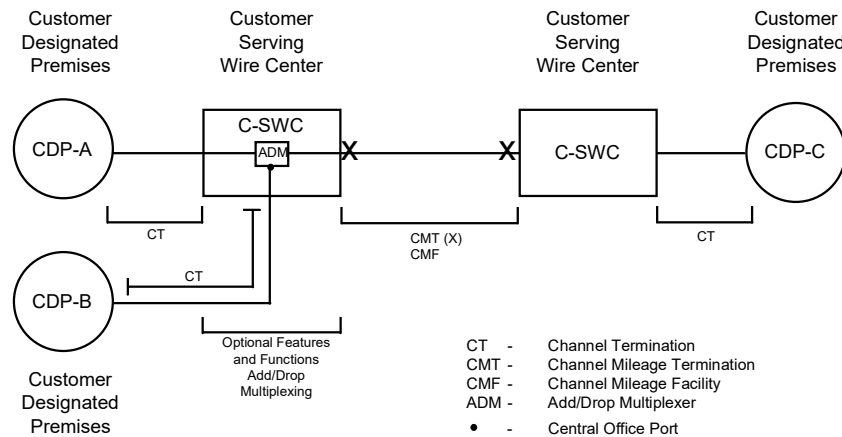 Customer
Designated
Premises
Customer
Serving
Wire Center
Customer
Serving
Wire Center
Customer
Designated
Premises
CDP-A
C-SWC
ADM
X
X
C-SWC
CDP-C
CT
CMT (X)
CMF
CT
CT
CDP-B
Optional Features
and Functions
Add/Drop
Multiplexing
Customer
Designated
Premises
CT - Channel Termination
CMT - Channel Mileage Termination
CMF - Channel Mileage Facility
ADM - Add/Drop Multiplexer
• - Central Office Port